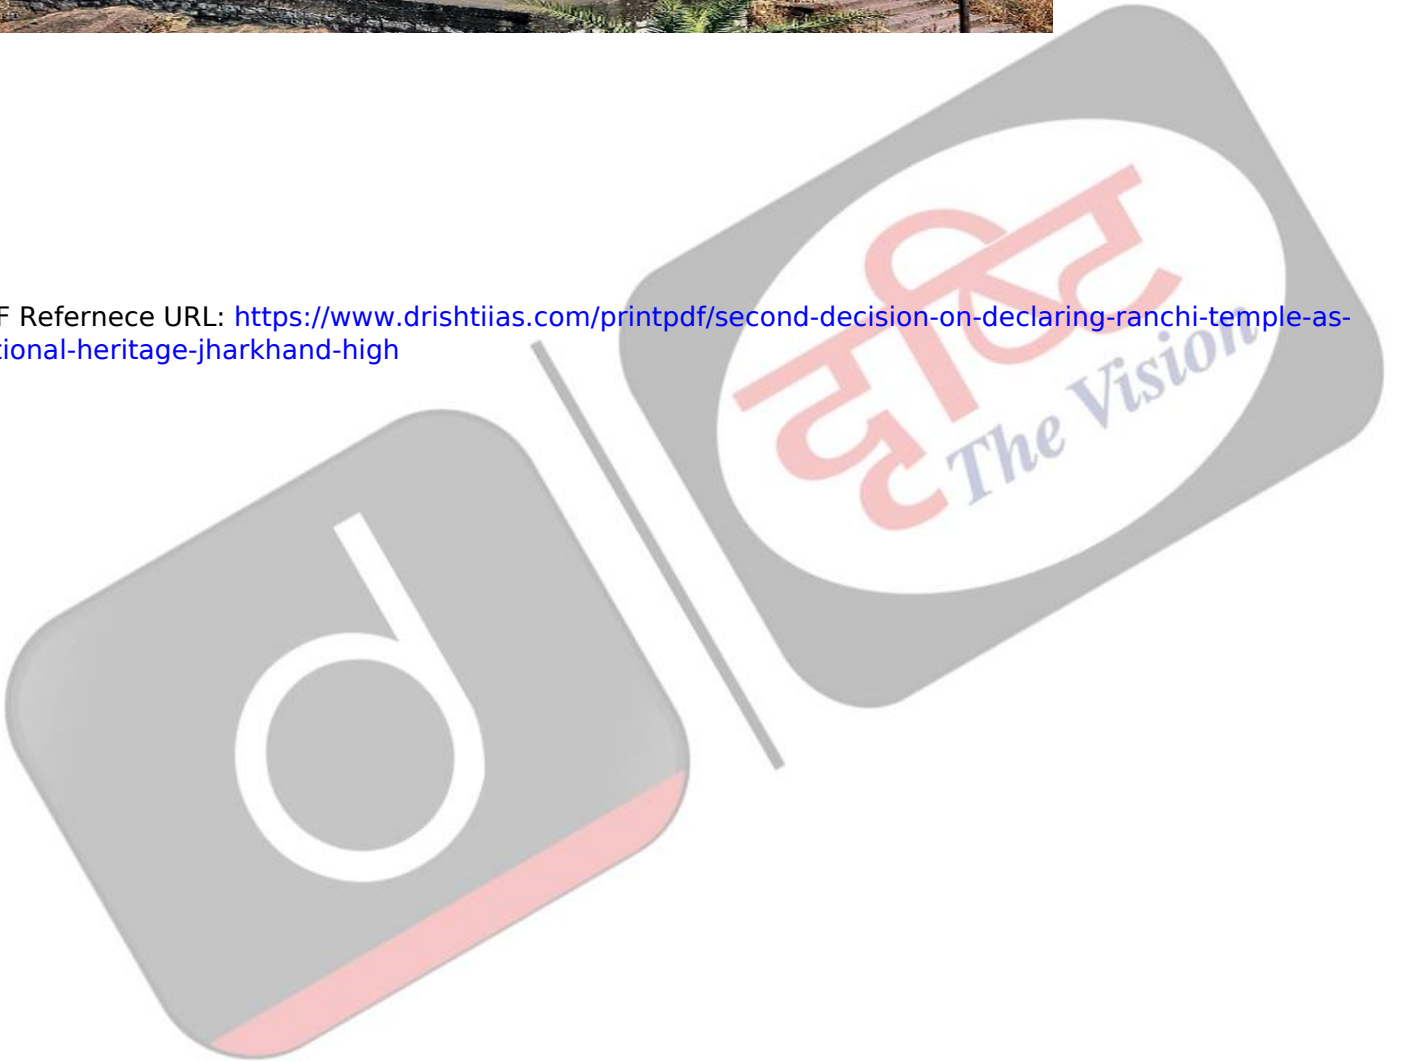 F Refernece URL: https://www.drishtiias.com/printpdf/second-decision-on-declaring-ranchi-temple-as-
tional-heritage-jharkhand-high
दृष्टि
The Vision
d